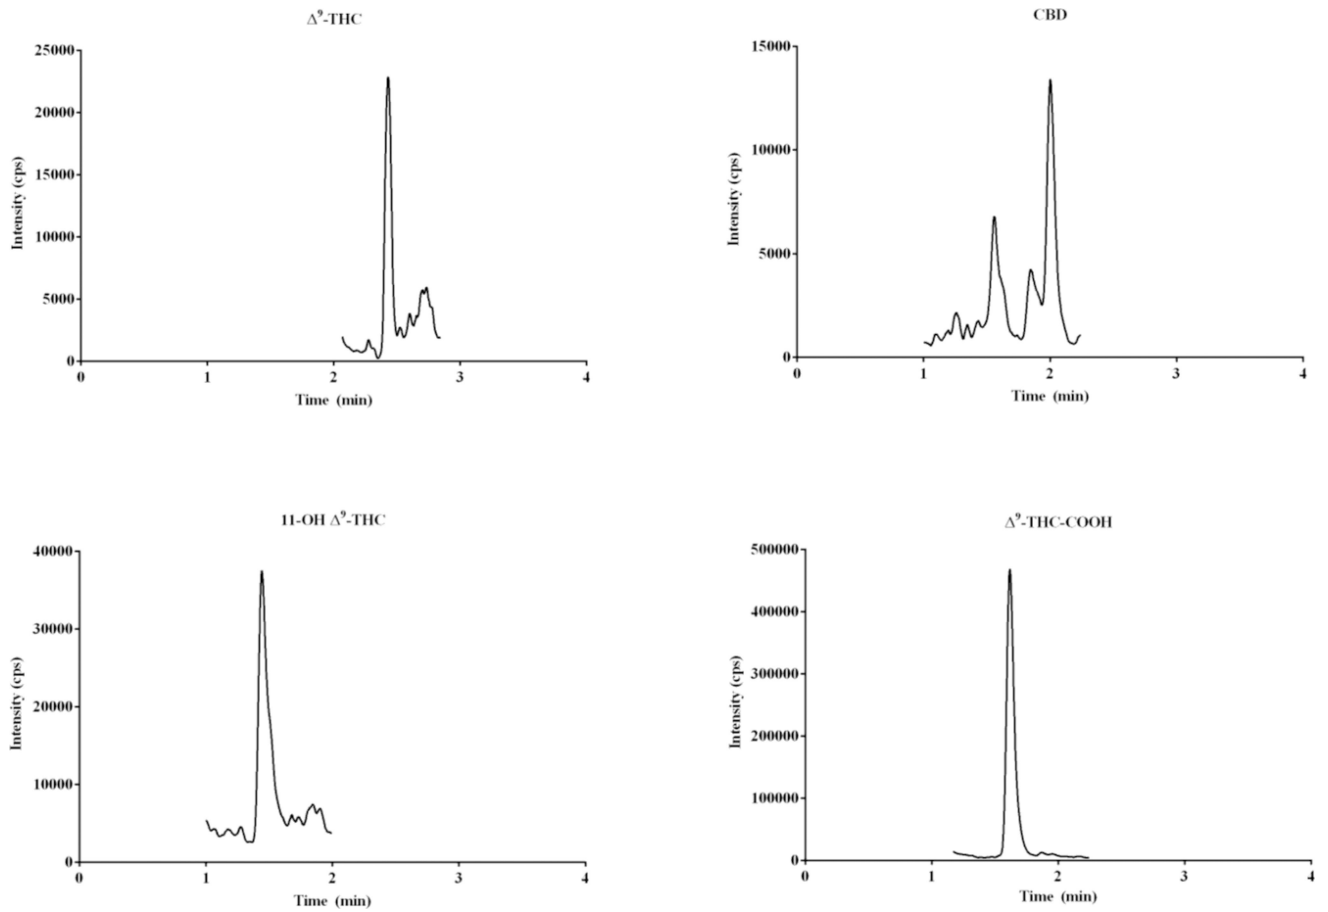 Δ⁹-THC
25000
20000
15000
10000
5000
0
Intensity (cps)
0 1 2 3 4
Time (min)
CBD
15000
10000
5000
0
Intensity (cps)
0 1 2 3 4
Time (min)
11-OH Δ⁹-THC
40000
30000
20000
10000
0
Intensity (cps)
0 1 2 3 4
Time (min)
Δ⁹-THC-COOH
500000
400000
300000
200000
100000
0
Intensity (cps)
0 1 2 3 4
Time (min)